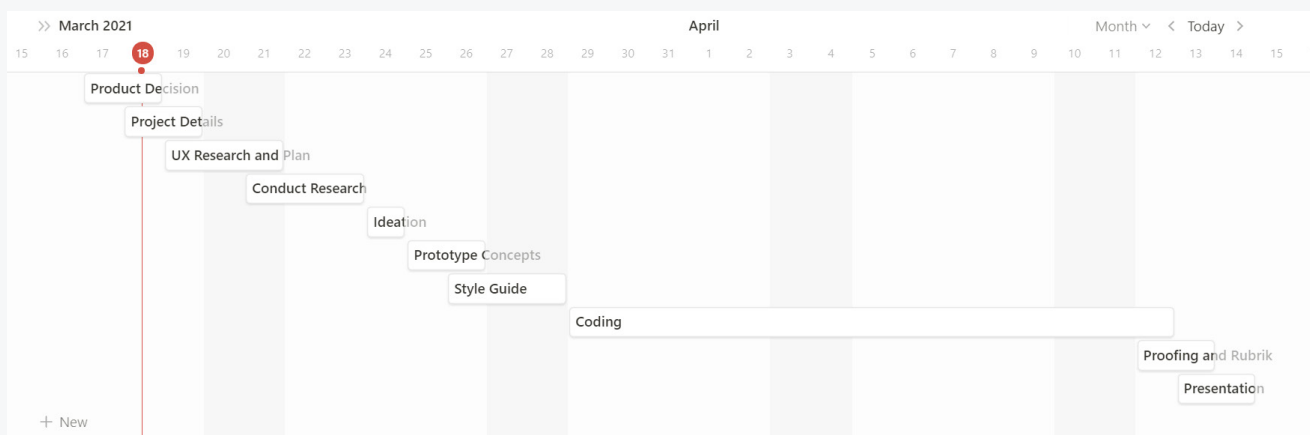 March 2021 April Month Today
15 16 17 18 19 20 21 22 23 24 25 26 27 28 29 30 31 1 2 3 4 5 6 7 8 9 10 11 12 13 14 15
Product Decision
Project Details
UX Research and Plan
Conduct Research
Ideation
Prototype Concepts
Style Guide
Coding
Proofing and Rubrik
Presentation
+ New